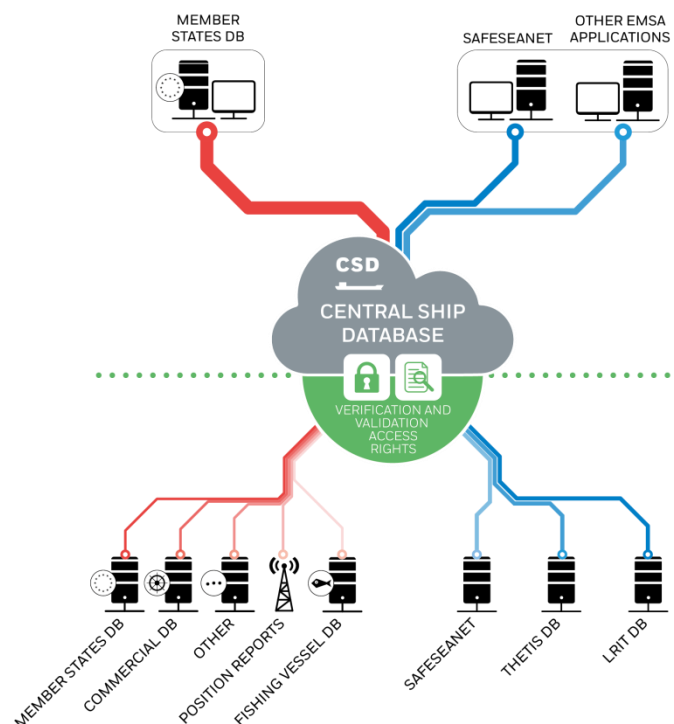 MEMBER
STATES DB
SAFESEANET
OTHER EMSA
APPLICATIONS
CSD
CENTRAL SHIP
DATABASE
VERIFICATION AND
VALIDATION
ACCESS
RIGHTS
MEMBER STATES DB
COMMERCIAL DB
OTHER
POSITION REPORTS
FISHING VESSEL DB
SAFESEANET
THETIS DB
LRIT DB